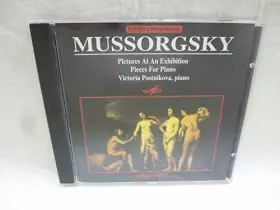 MUSSORGSKY
Pictures At An Exhibition
Pieces For Piano
Victoria Postnikova, piano